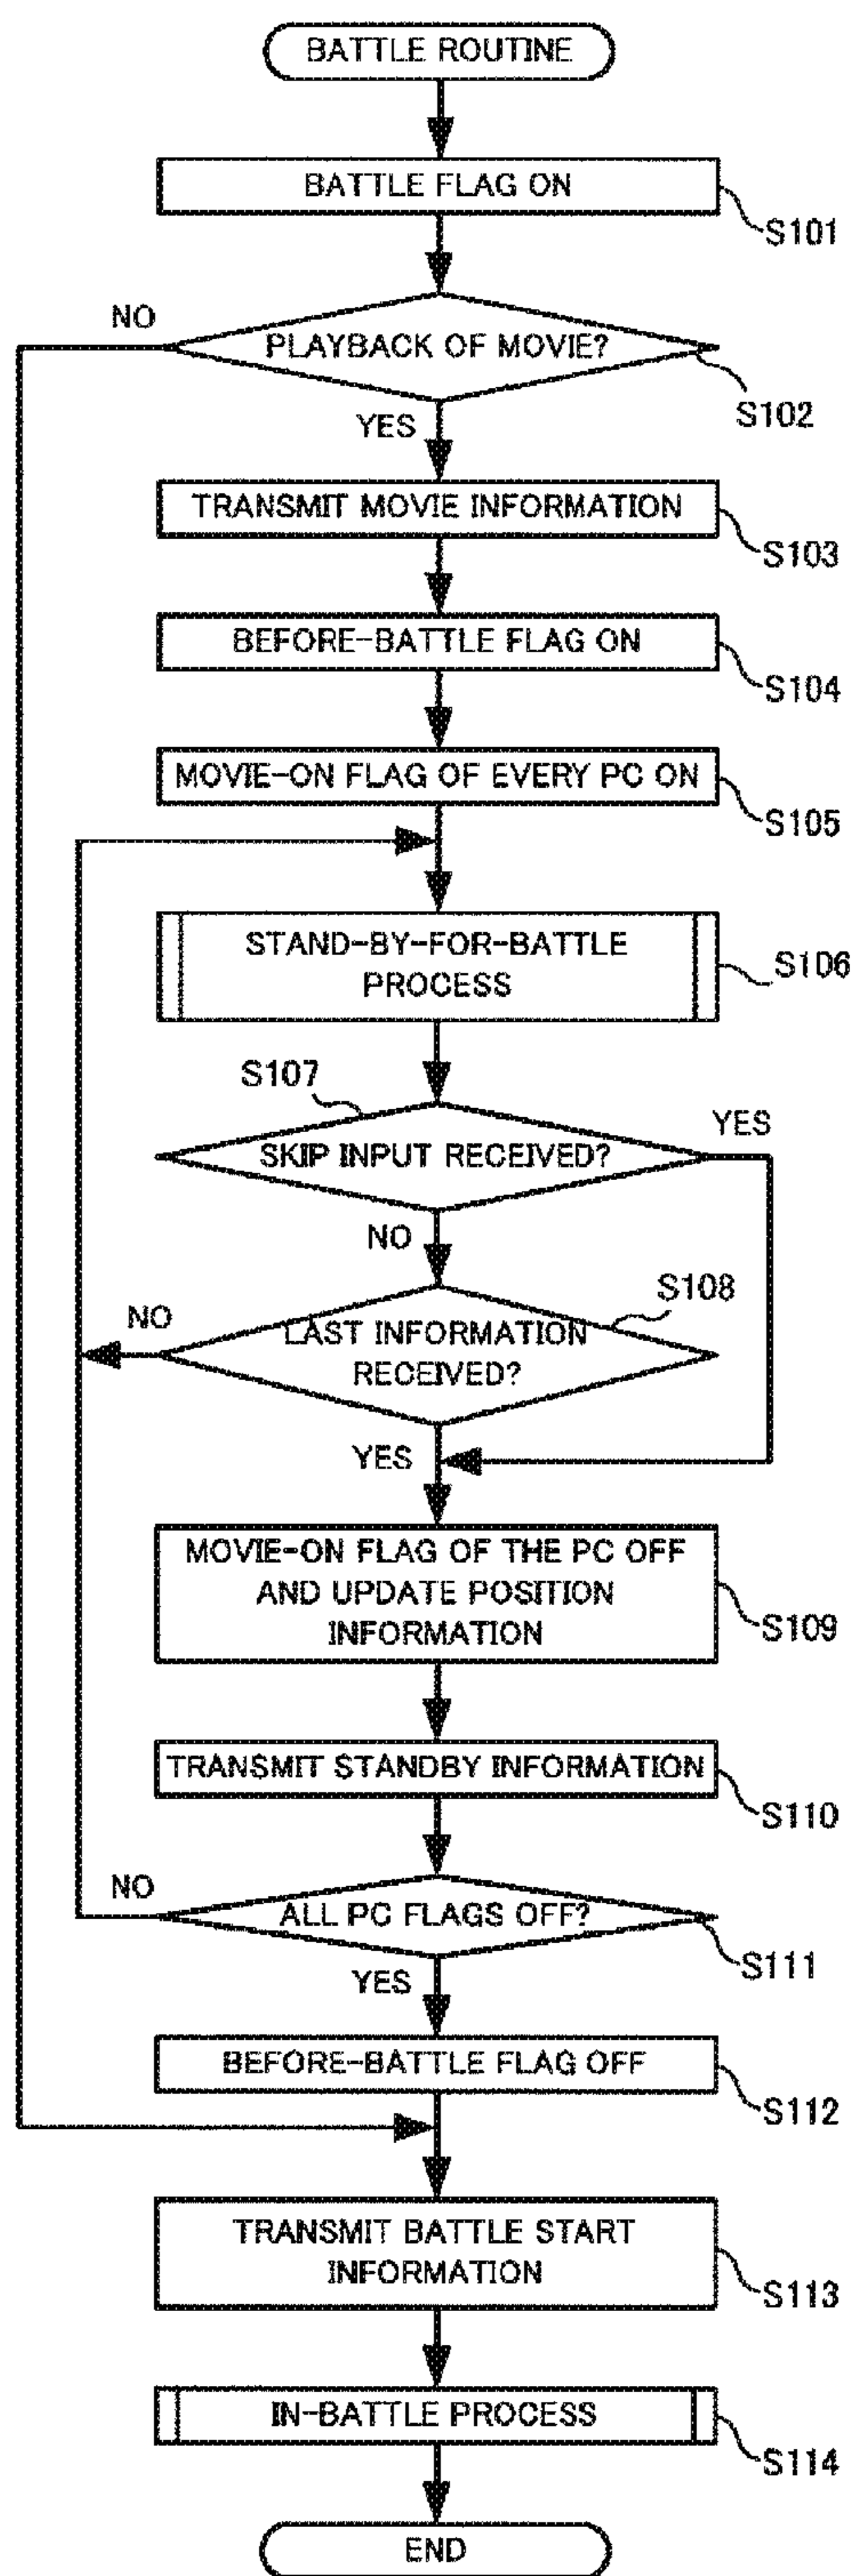 BATTLE ROUTINE
BATTLE FLAG ON
S101
NO
PLAYBACK OF MOVIE?
S102
YES
TRANSMIT MOVIE INFORMATION
S103
BEFORE-BATTLE FLAG ON
S104
MOVIE-ON FLAG OF EVERY PC ON
S105
STAND-BY-FOR-BATTLE
PROCESS
S106
S107
YES
SKIP INPUT RECEIVED?
NO
S108
NO
LAST INFORMATION
RECEIVED?
YES
MOVIE-ON FLAG OF THE PC OFF
AND UPDATE POSITION
INFORMATION
S109
TRANSMIT STANDBY INFORMATION
S110
NO
ALL PC FLAGS OFF?
S111
YES
BEFORE-BATTLE FLAG OFF
S112
TRANSMIT BATTLE START
INFORMATION
S113
IN-BATTLE PROCESS
S114
END